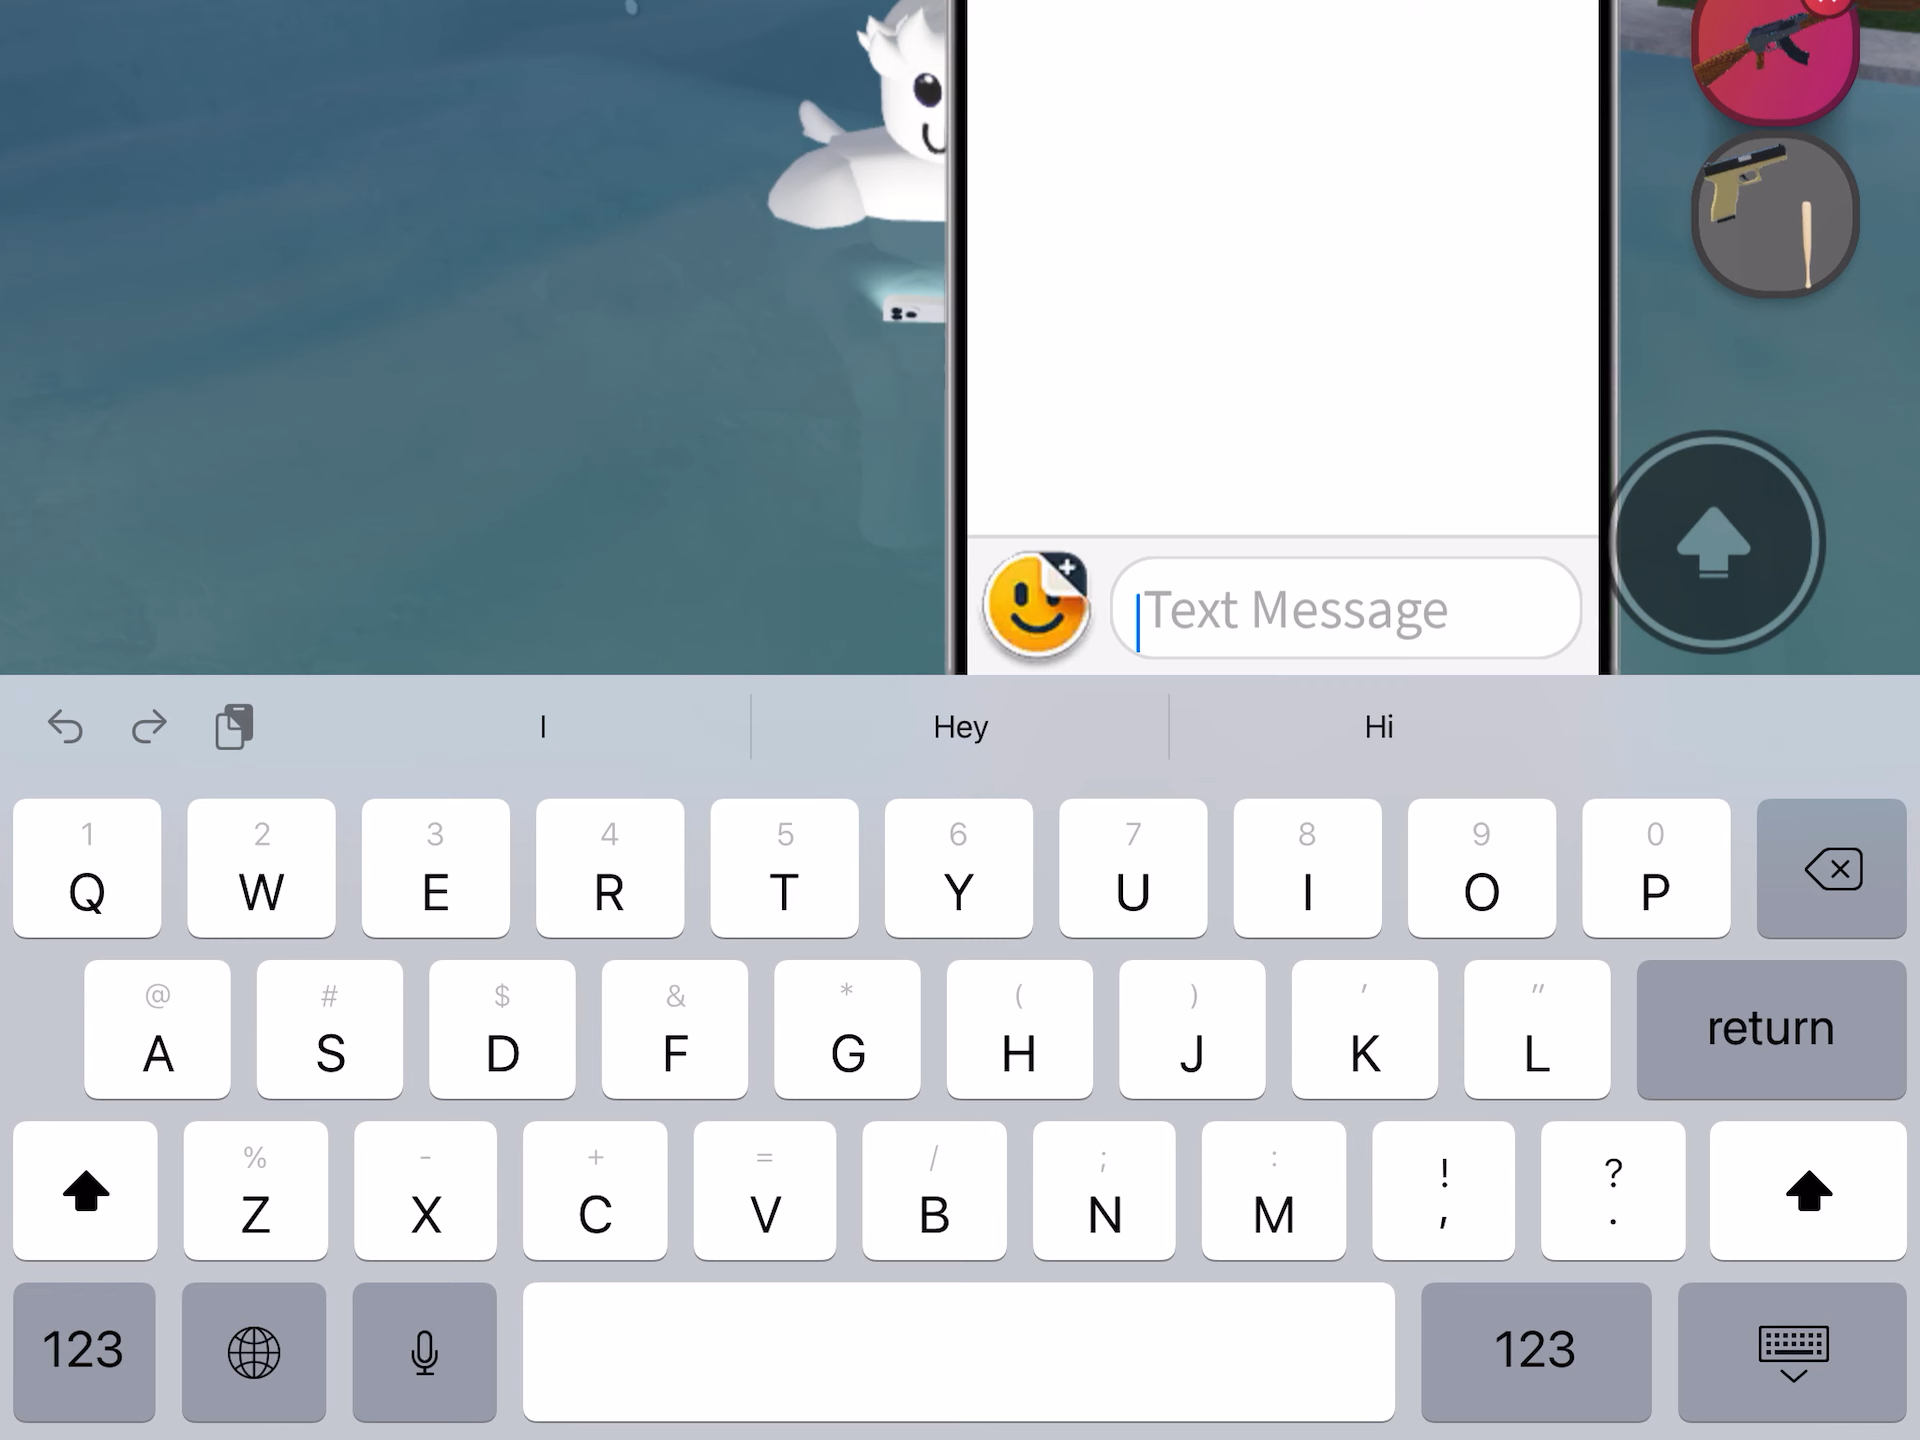 Text Message
I Hey Hi
1 2 3 4 5 6 7 8 9 0
Q W E R T Y U I O P
@ # $ & * ( ) ' "
A S D F G H J K L return
% - + = / ; : ! ?
Z X C V B N M , .
123 123